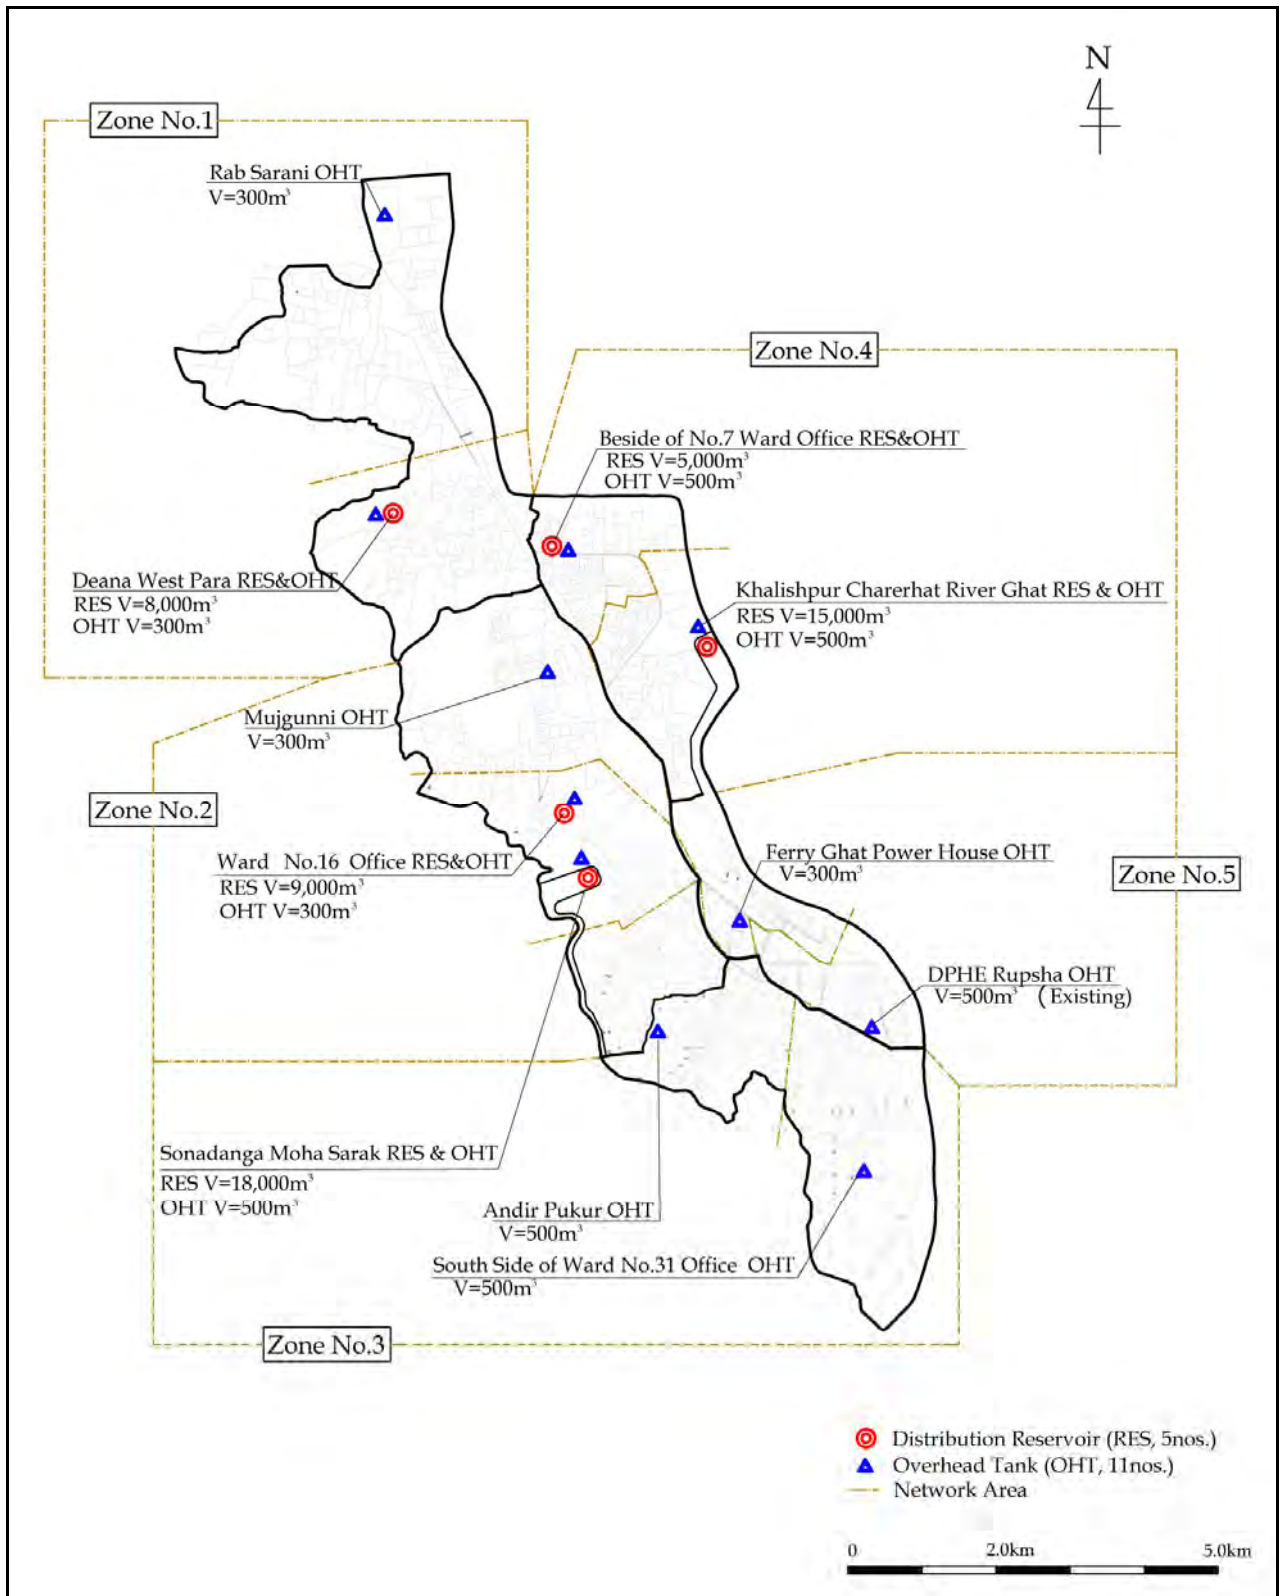 N
Zone No.1
Rab Sarani OHT
V=300m³
Zone No.4
Beside of No.7 Ward Office RES&OHT
RES V=5,000m³
OHT V=500m³
Deana West Para RES&OHT
RES V=8,000m³
OHT V=300m³
Khalishpur Charerhat River Ghat RES & OHT
RES V=15,000m³
OHT V=500m³
Mujgunni OHT
V=300m³
Zone No.2
Ward No.16 Office RES&OHT
RES V=9,000m³
OHT V=300m³
Ferry Ghat Power House OHT
V=300m³
Zone No.5
DPHE Rupsha OHT
V=500m³ (Existing)
Sonadanga Moha Sarak RES & OHT
RES V=18,000m³
OHT V=500m³
Andir Pukur OHT
V=500m³
South Side of Ward No.31 Office OHT
V=500m³
Zone No.3
Distribution Reservoir (RES, 5nos.)
Overhead Tank (OHT, 11nos.)
Network Area
0 2.0km 5.0km